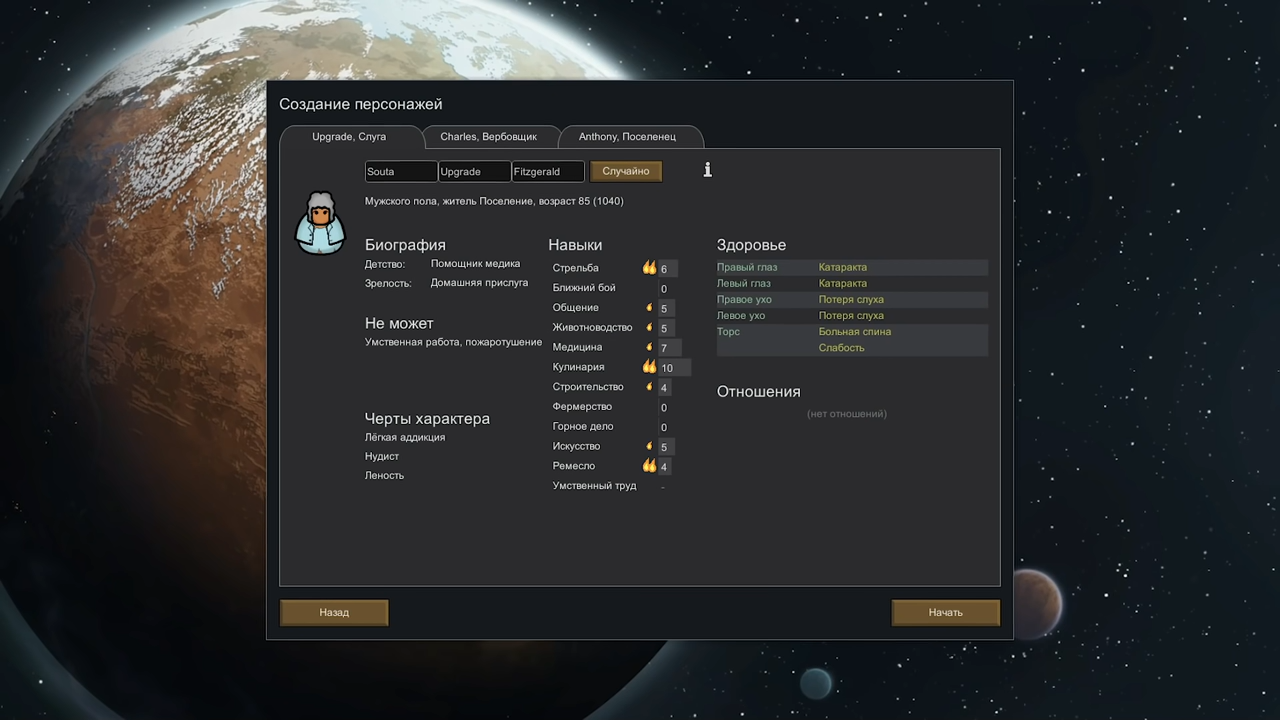 Создание персонажей
Upgrade, Слуга
Charles, Вербовщик
Anthony, Поселенец
Souta
Upgrade
Fitzgerald
Случайно
Мужского пола, житель Поселение, возраст 85 (1040)
Биография
Детство: Помощник медика
Зрелость: Домашняя прислуга
Не может
Умственная работа, пожаротушение
Черты характера
Лёгкая аддикция
Нудист
Леность
Навыки
Стрельба 6
Ближний бой 0
Общение 5
Животноводство 5
Медицина 7
Кулинария 10
Строительство 4
Фермерство 0
Горное дело 0
Искусство 5
Ремесло 4
Умственный труд -
Здоровье
Правый глаз Катаракта
Левый глаз Катаракта
Правое ухо Потеря слуха
Левое ухо Потеря слуха
Торс Больная спина
Слабость
Отношения
(нет отношений)
Назад
Начать